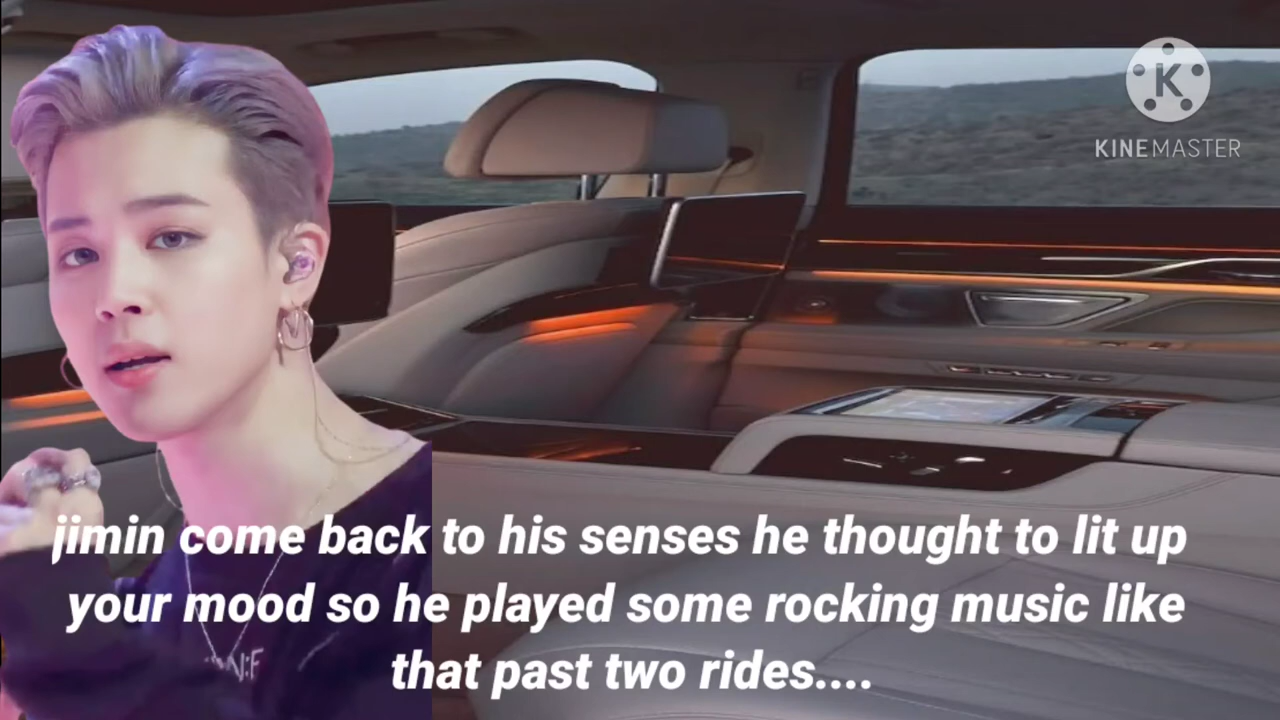 K
KINEMASTER
jimin come back to his senses he thought to lit up
your mood so he played some rocking music like
that past two rides....